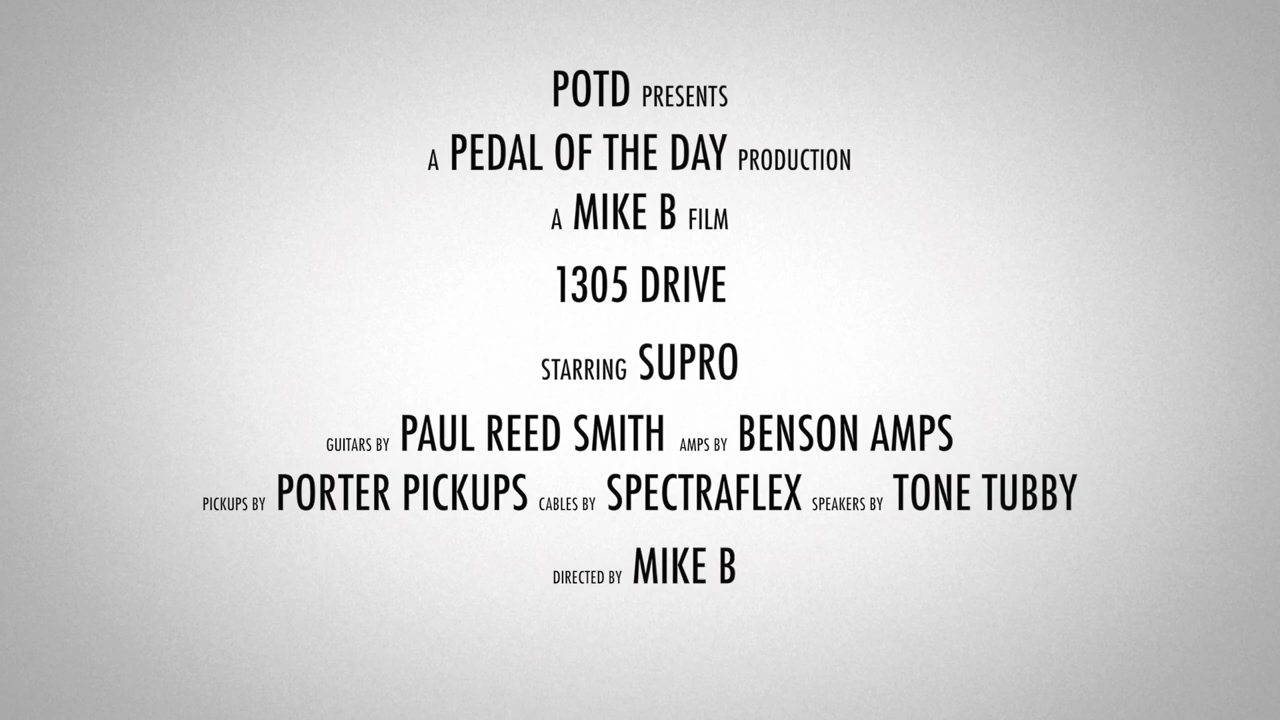 POTD PRESENTS
A PEDAL OF THE DAY PRODUCTION
A MIKE B FILM
1305 DRIVE
STARRING SUPRO
GUITARS BY PAUL REED SMITH AMPS BY BENSON AMPS
PICKUPS BY PORTER PICKUPS CABLES BY SPECTRAFLEX SPEAKERS BY TONE TUBBY
DIRECTED BY MIKE B